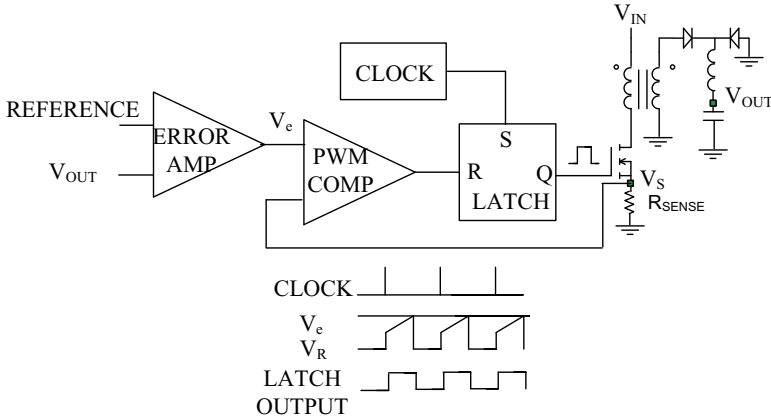 V_IN
CLOCK
REFERENCE
V_e
V_OUT
ERROR
AMP
PWM
COMP
S
R
Q
LATCH
V_OUT
V_S
R_SENSE
CLOCK
V_e
V_R
LATCH
OUTPUT